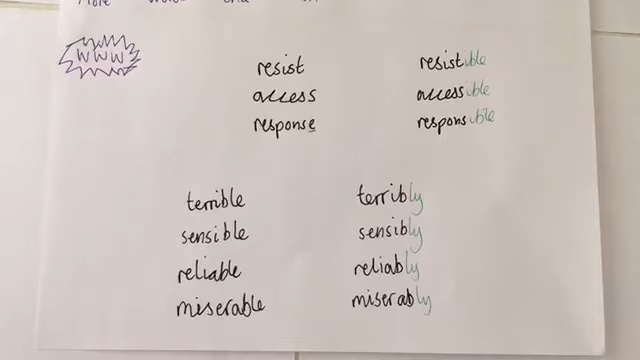 www
resist resistible
access accessible
response responsible
terrible terribly
sensible sensibly
reliable reliably
miserable miserably